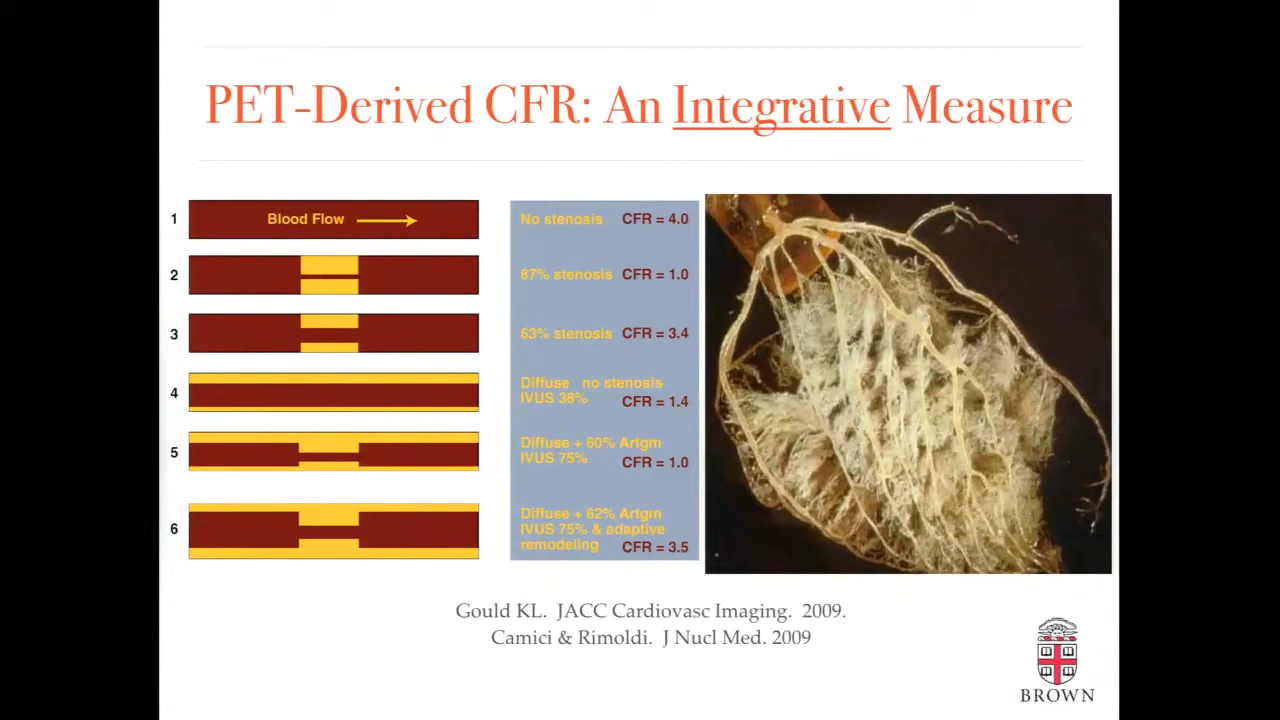 PET-Derived CFR: An Integrative Measure
1
Blood Flow
No stenosis CFR = 4.0
2
87% stenosis CFR = 1.0
3
63% stenosis CFR = 3.4
4
Diffuse no stenosis
IVUS 38%
CFR = 1.4
5
Diffuse + 60% Artgm
IVUS 75%
CFR = 1.0
6
Diffuse + 62% Artgm
IVUS 75% & adaptive
remodeling CFR = 3.5
Gould KL. JACC Cardiovasc Imaging. 2009.
Camici & Rimoldi. J Nucl Med. 2009
BROWN